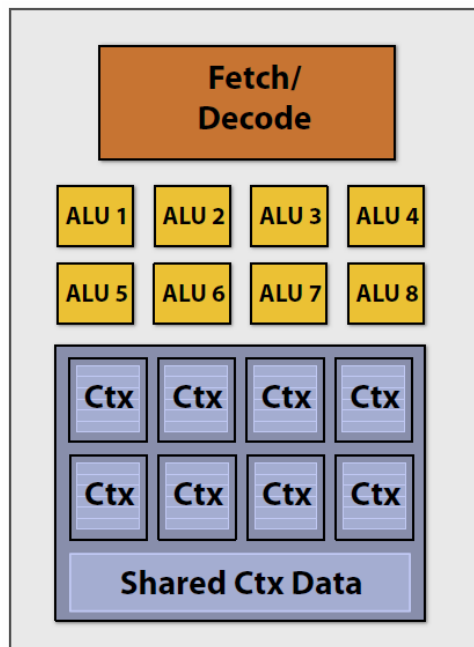 Fetch/
Decode
ALU 1 ALU 2 ALU 3 ALU 4
ALU 5 ALU 6 ALU 7 ALU 8
Ctx Ctx Ctx Ctx
Ctx Ctx Ctx Ctx
Shared Ctx Data